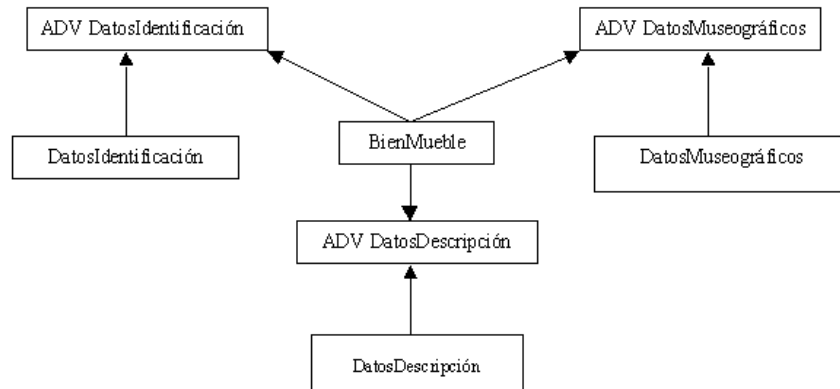 ADV DatosIdentificación
ADV DatosMuseográficos
DatosIdentificación
BienMueble
DatosMuseográficos
ADV DatosDescripción
DatosDescripción